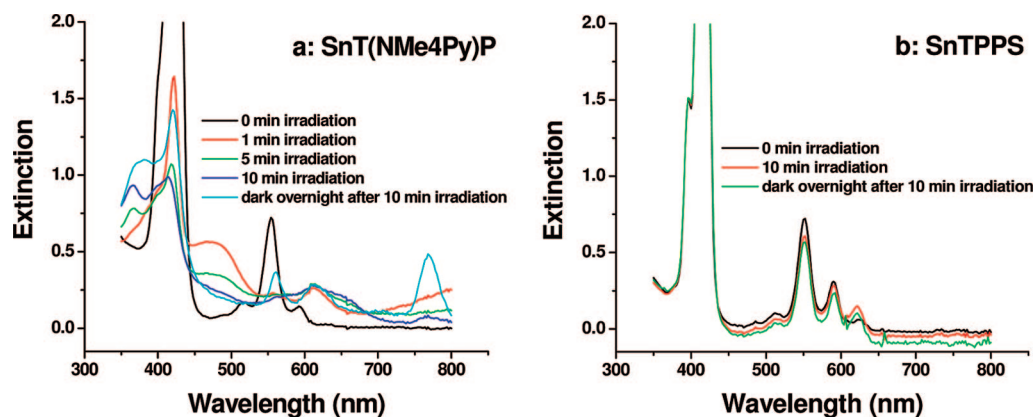 a: SnT(NMe4Py)P
0 min irradiation
1 min irradiation
5 min irradiation
10 min irradiation
dark overnight after 10 min irradiation
Extinction
2.0
1.5
1.0
0.5
0.0
300 400 500 600 700 800
Wavelength (nm)
b: SnTPPS
0 min irradiation
10 min irradiation
dark overnight after 10 min irradiation
Extinction
2.0
1.5
1.0
0.5
0.0
300 400 500 600 700 800
Wavelength (nm)